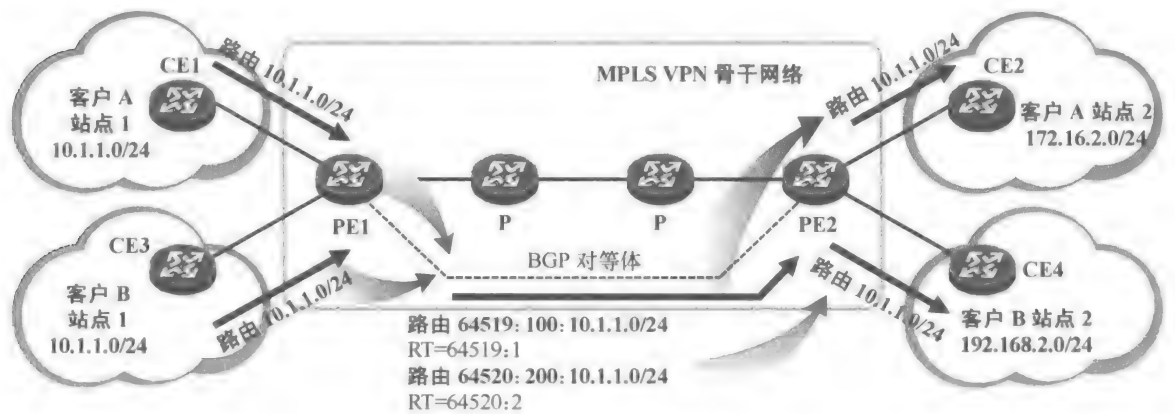 CE1
路由 10.1.1.0/24
客户 A
站点 1
10.1.1.0/24
MPLS VPN 骨干网络
路由 10.1.1.0/24
CE2
客户 A 站点 2
172.16.2.0/24
PE1
P
P
PE2
BGP 对等体
CE3
客户 B
站点 1
10.1.1.0/24
路由 10.1.1.0/24
路由 64519:100:10.1.1.0/24
RT=64519:1
路由 64520:200:10.1.1.0/24
RT=64520:2
路由 10.1.1.0/24
CE4
客户 B 站点 2
192.168.2.0/24